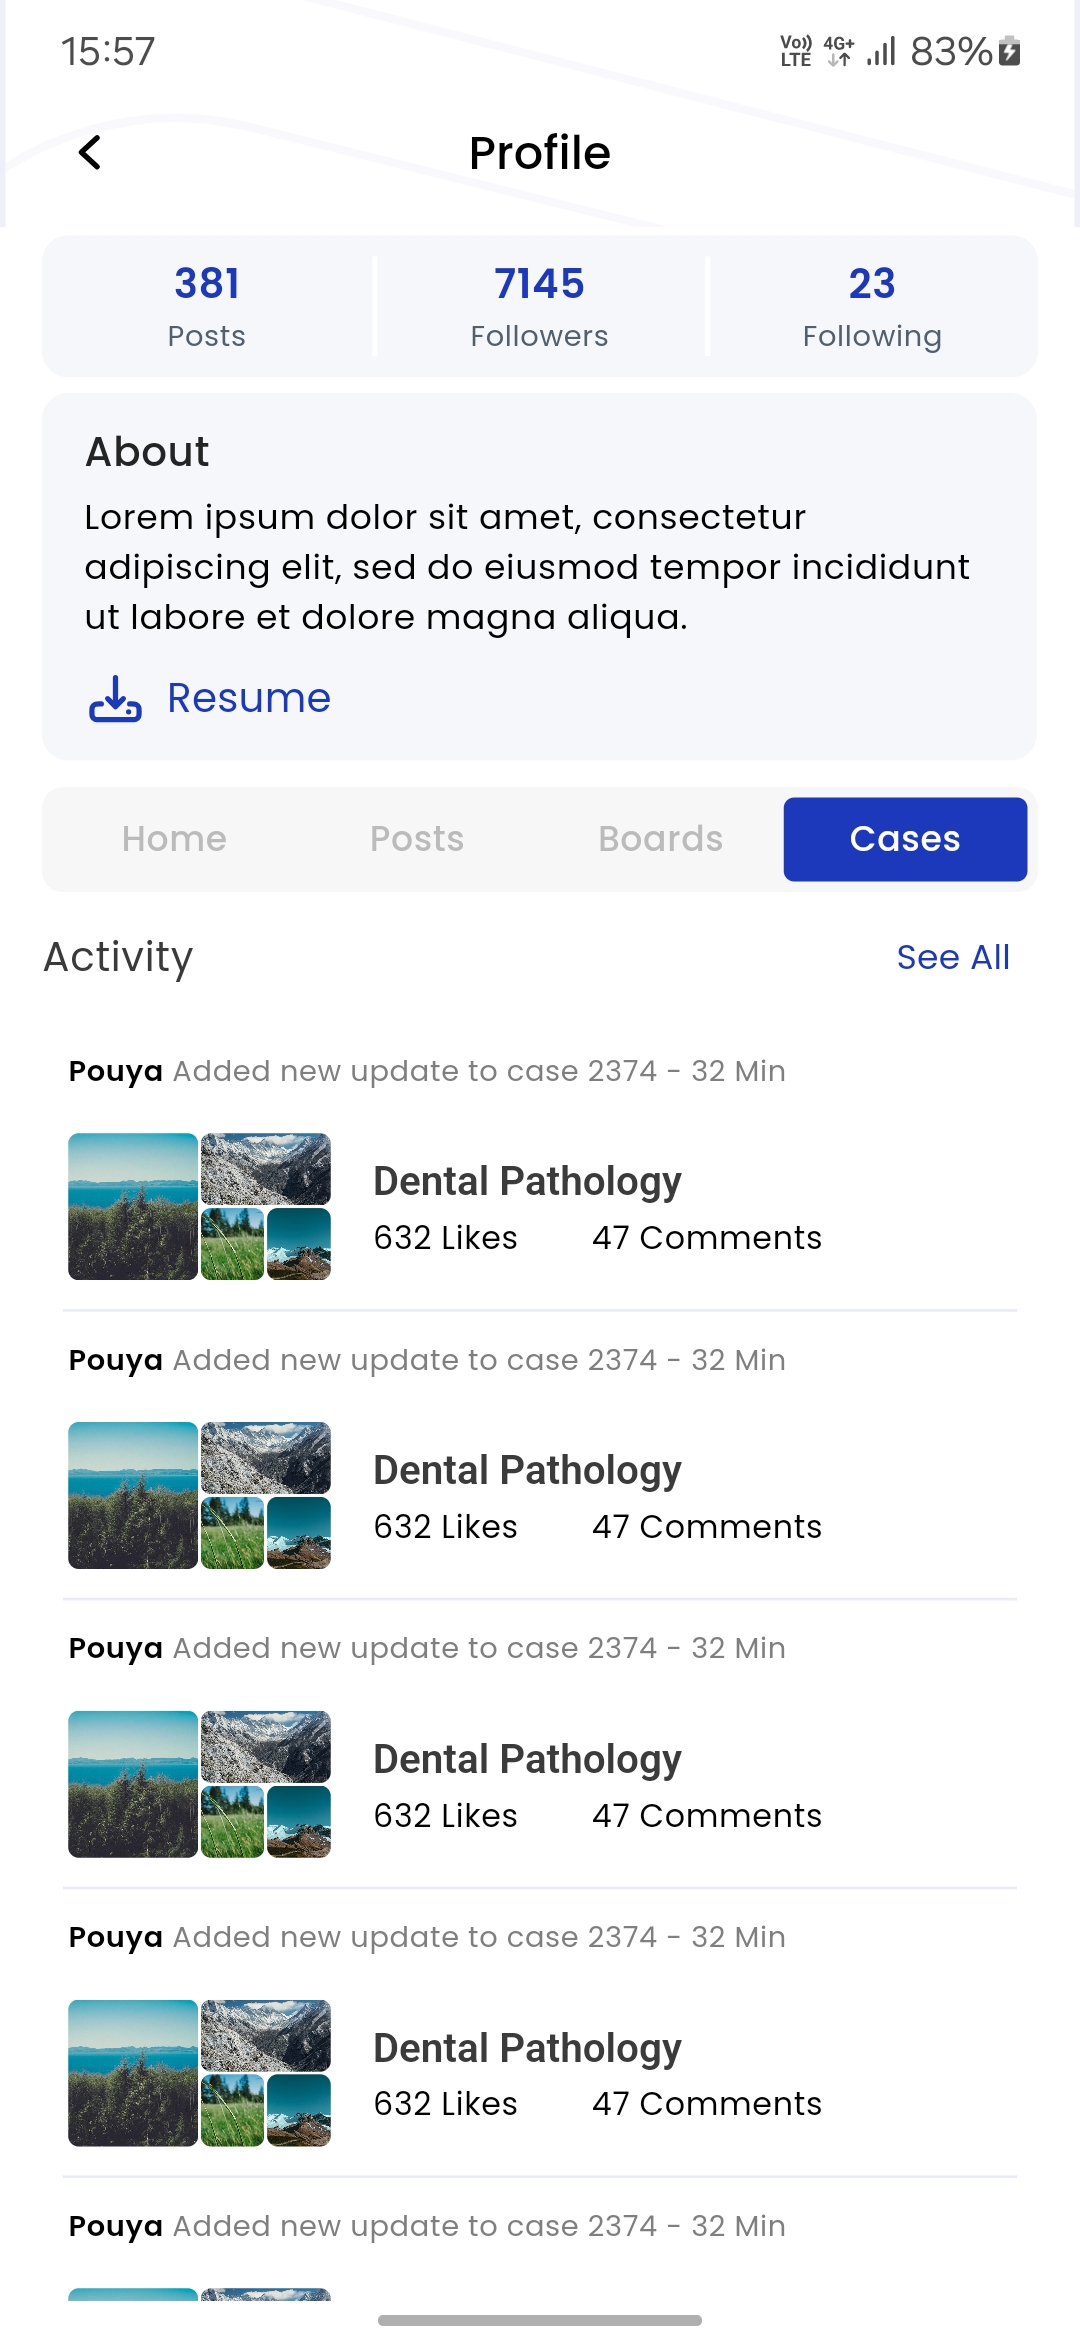 15:57
Vo)) LTE 4G+ 83%
Profile
381 7145 23
Posts Followers Following
About
Lorem ipsum dolor sit amet, consectetur
adipiscing elit, sed do eiusmod tempor incididunt
ut labore et dolore magna aliqua.
Resume
Home Posts Boards Cases
Activity See All
Pouya Added new update to case 2374 - 32 Min
Dental Pathology
632 Likes 47 Comments
Pouya Added new update to case 2374 - 32 Min
Dental Pathology
632 Likes 47 Comments
Pouya Added new update to case 2374 - 32 Min
Dental Pathology
632 Likes 47 Comments
Pouya Added new update to case 2374 - 32 Min
Dental Pathology
632 Likes 47 Comments
Pouya Added new update to case 2374 - 32 Min